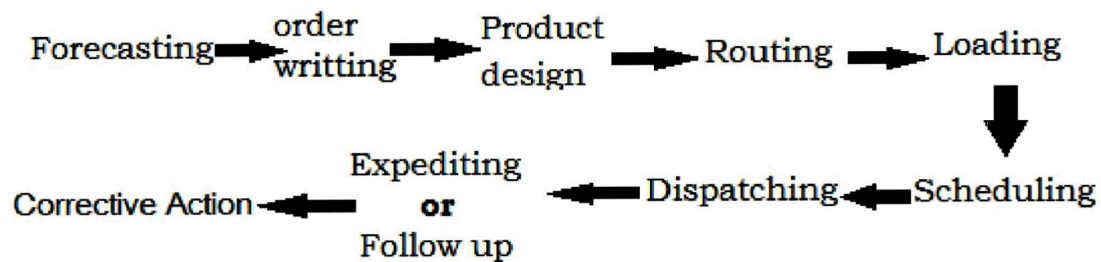 Forecasting
order
writting
Product
design
Routing
Loading
Scheduling
Dispatching
Expediting
or
Follow up
Corrective Action